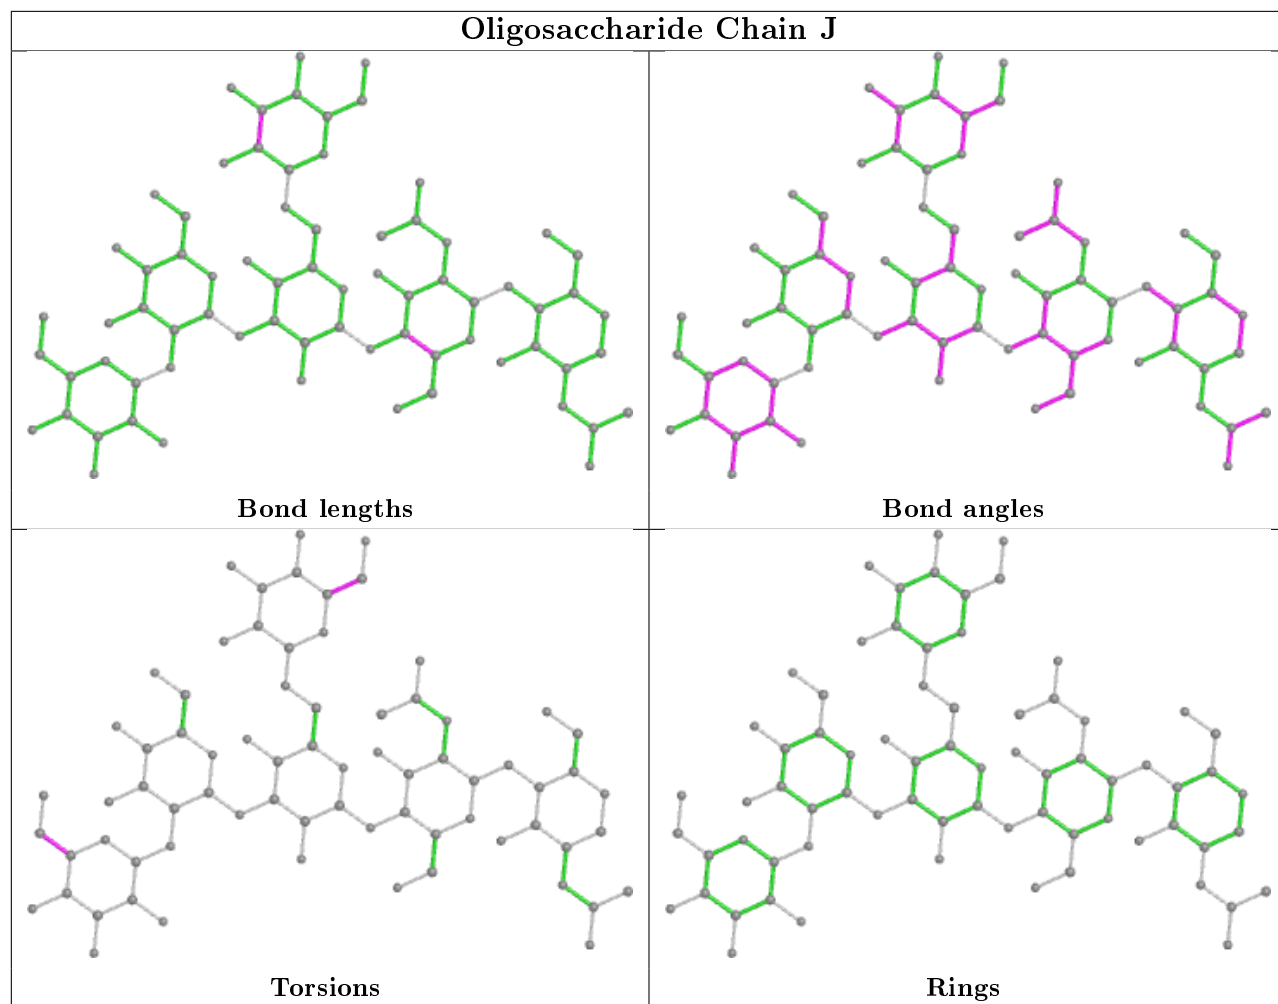 Oligosaccharide Chain J
Bond lengths
Bond angles
Torsions
Rings